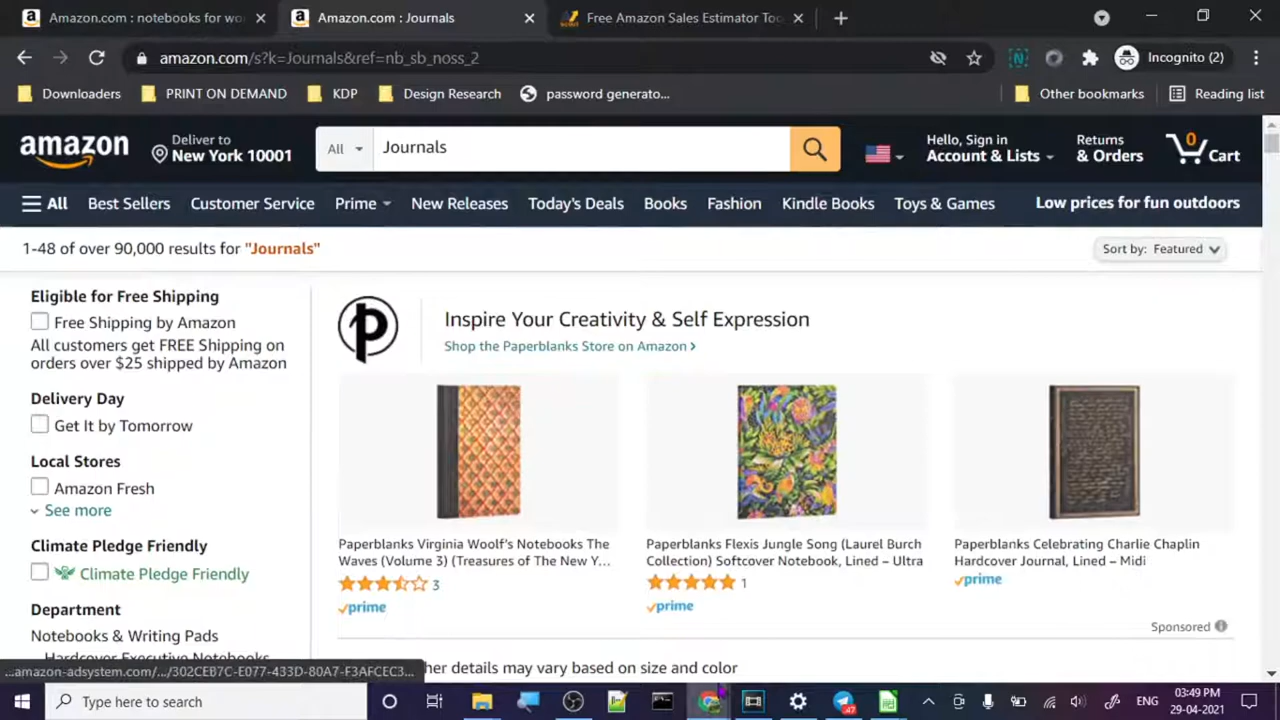 Amazon.com : notebooks for wo
Amazon.com : Journals
Free Amazon Sales Estimator Too
amazon.com/s?k=Journals&ref=nb_sb_noss_2
Incognito (2)
Downloaders
PRINT ON DEMAND
KDP
Design Research
password generato...
Other bookmarks
Reading list
amazon
Deliver to
New York 10001
All
Journals
Hello, Sign in
Account & Lists
Returns
& Orders
0
Cart
All
Best Sellers
Customer Service
Prime
New Releases
Today's Deals
Books
Fashion
Kindle Books
Toys & Games
Low prices for fun outdoors
1-48 of over 90,000 results for "Journals"
Sort by: Featured
Eligible for Free Shipping
Free Shipping by Amazon
All customers get FREE Shipping on
orders over $25 shipped by Amazon
Delivery Day
Get It by Tomorrow
Local Stores
Amazon Fresh
See more
Climate Pledge Friendly
Climate Pledge Friendly
Department
Notebooks & Writing Pads
Hardcover Executive Notebooks
Inspire Your Creativity & Self Expression
Shop the Paperblanks Store on Amazon ›
Paperblanks Virginia Woolf's Notebooks The
Waves (Volume 3) (Treasures of The New Y...
3
prime
Paperblanks Flexis Jungle Song (Laurel Burch
Collection) Softcover Notebook, Lined – Ultra
1
prime
Paperblanks Celebrating Charlie Chaplin
Hardcover Journal, Lined – Midi
prime
Sponsored
her details may vary based on size and color
...amazon-adsystem.com/.../302CEB7C-E077-433D-80A7-F3AFCEC3...
Type here to search
47
ENG
03:49 PM
29-04-2021